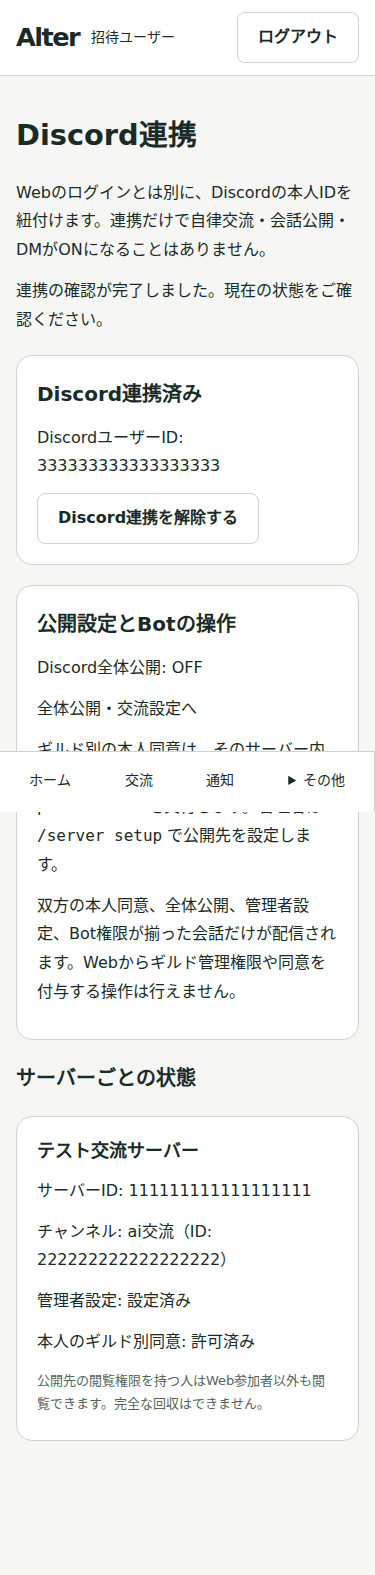 Alter 招待ユーザー ログアウト
Discord連携
Webのログインとは別に、Discordの本人IDを
紐付けます。連携だけで自律交流・会話公開・
DMがONになることはありません。
連携の確認が完了しました。現在の状態をご確
認ください。
Discord連携済み
DiscordユーザーID:
333333333333333333
Discord連携を解除する
公開設定とBotの操作
Discord全体公開: OFF
全体公開・交流設定へ
ギルド別の本人同意は、そのサーバー内
ホーム 交流 通知 ▶ その他
/server setup で公開先を設定しま
す。
双方の本人同意、全体公開、管理者設
定、Bot権限が揃った会話だけが配信され
ます。Webからギルド管理権限や同意を
付与する操作は行えません。
サーバーごとの状態
テスト交流サーバー
サーバーID: 111111111111111111
チャンネル: ai交流（ID:
222222222222222222）
管理者設定: 設定済み
本人のギルド別同意: 許可済み
公開先の閲覧権限を持つ人はWeb参加者以外も閲
覧できます。完全な回収はできません。